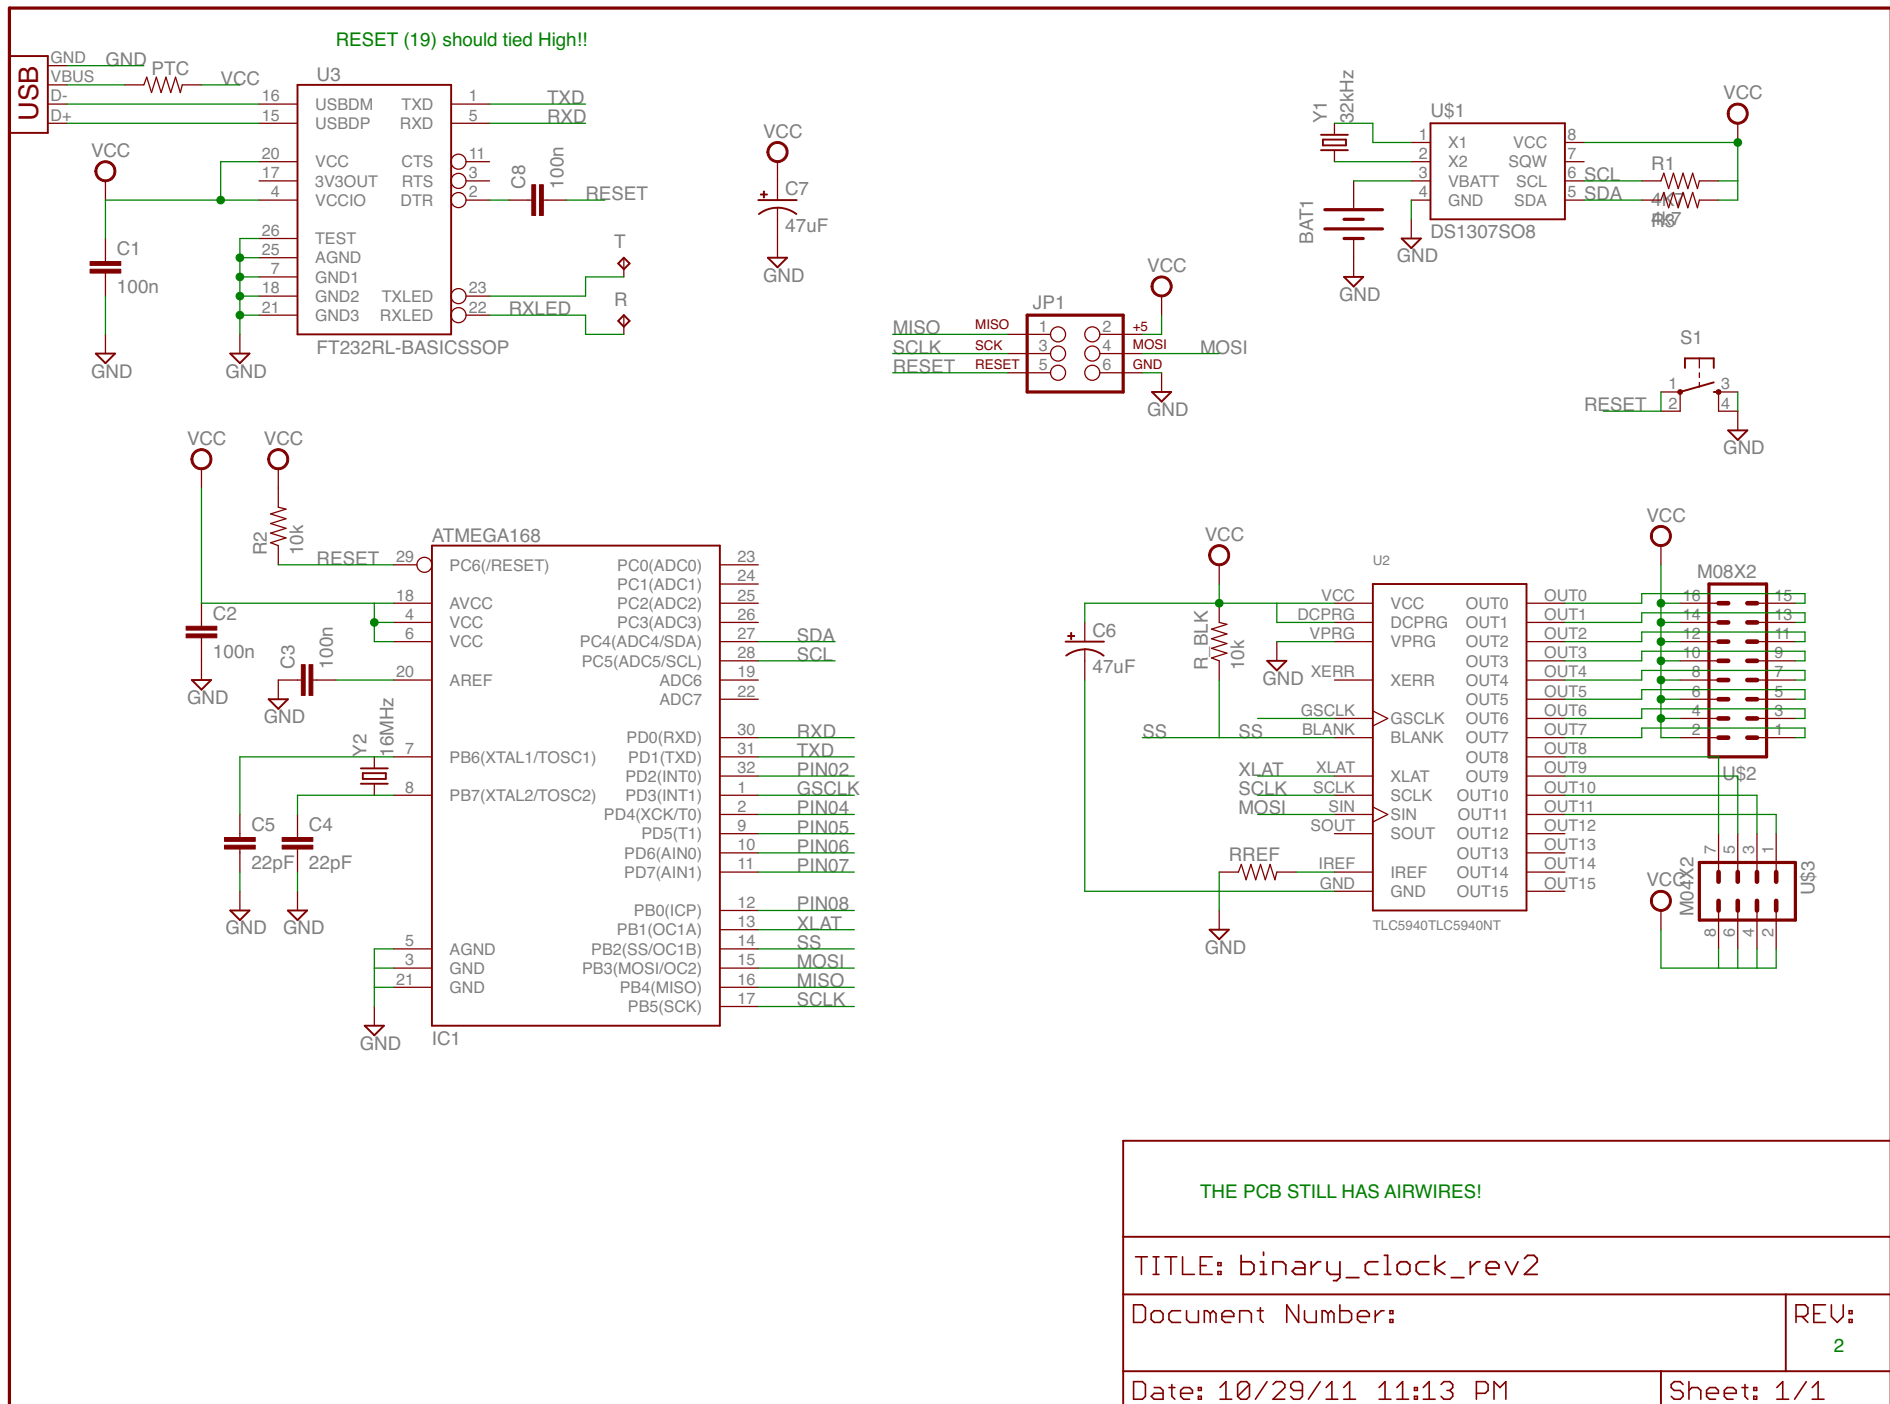 RESET (19) should tied High!!
USB
GND GND
VBUS PTC VCC
D-
D+
U3
16 USBDM TXD 1 TXD
15 USBDP RXD 5 RXD
20 VCC CTS 11
17 3V3OUT RTS 3
4 VCCIO DTR 2 C8 100n RESET
26 TEST
25 AGND
7 GND1
18 GND2 TXLED 23 T
21 GND3 RXLED 22 RXLED R
FT232RL-BASICSSOP
VCC
C1
100n
GND
GND
VCC
C7
47uF
GND
Y1 32kHz
U$1
VCC
1 X1 VCC 8
2 X2 SQW 7
3 VBATT SCL 6 SCL R1
4 GND SDA 5 SDA
DS1307SO8
BAT1
GND
GND
VCC
JP1
MISO MISO 1 2 +5
SCLK SCK 3 4 MOSI MOSI
RESET RESET 5 6 GND
GND
S1
1 3
RESET 2 4
GND
VCC VCC
R2 10k
ATMEGA168
RESET 29 PC6(/RESET) PC0(ADC0) 23
PC1(ADC1) 24
18 AVCC PC2(ADC2) 25
4 VCC PC3(ADC3) 26
6 VCC PC4(ADC4/SDA) 27 SDA
PC5(ADC5/SCL) 28 SCL
20 AREF ADC6 19
ADC7 22
C2
100n
GND
C3 100n
GND
Y2 16MHz
PD0(RXD) 30 RXD
7 PB6(XTAL1/TOSC1) PD1(TXD) 31 TXD
PD2(INT0) 32 PIN02
8 PB7(XTAL2/TOSC2) PD3(INT1) 1 GSCLK
PD4(XCK/T0) 2 PIN04
PD5(T1) 9 PIN05
PD6(AIN0) 10 PIN06
PD7(AIN1) 11 PIN07
C5 C4
22pF 22pF
GND GND
PB0(ICP) 12 PIN08
PB1(OC1A) 13 XLAT
5 AGND PB2(SS/OC1B) 14 SS
3 GND PB3(MOSI/OC2) 15 MOSI
21 GND PB4(MISO) 16 MISO
PB5(SCK) 17 SCLK
GND
IC1
VCC
U2
VCC VCC OUT0 OUT0
DCPRG DCPRG OUT1 OUT1
VPRG VPRG OUT2 OUT2
OUT3 OUT3
XERR XERR OUT4 OUT4
OUT5 OUT5
GSCLK GSCLK OUT6 OUT6
SS SS BLANK BLANK OUT7 OUT7
OUT8 OUT8
XLAT XLAT XLAT OUT9 OUT9
SCLK SCLK SCLK OUT10 OUT10
MOSI SIN SIN OUT11 OUT11
SOUT SOUT OUT12 OUT12
OUT13 OUT13
RREF IREF IREF OUT14 OUT14
GND GND OUT15 OUT15
TLC5940TLC5940NT
C6
47uF
R_BLK 10k
GND
GND
VCC
M08X2
16 15
14 13
12 11
10 9
8 7
6 5
4 3
2 1
U$2
7 5 3 1
VCC M04X2 U$3
8 6 4 2
THE PCB STILL HAS AIRWIRES!
TITLE: binary_clock_rev2
Document Number:
REV:
2
Date: 10/29/11 11:13 PM
Sheet: 1/1